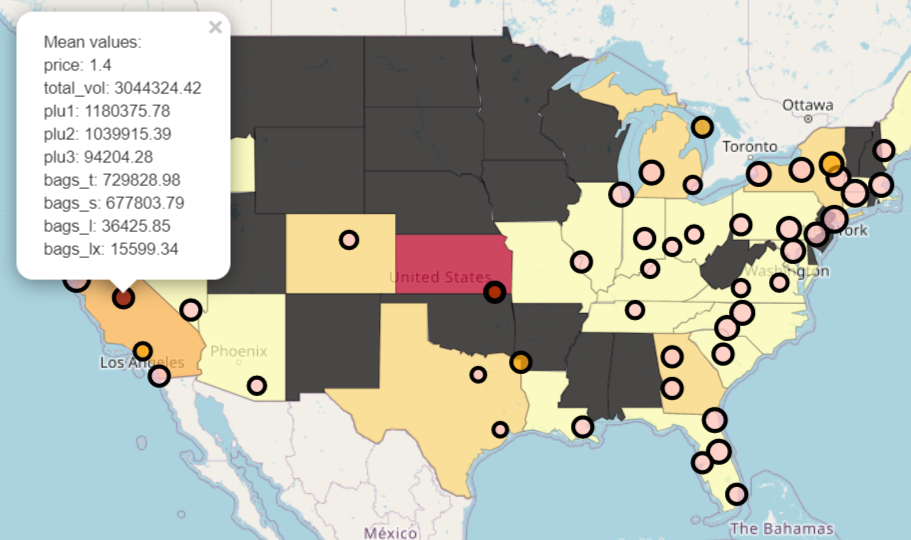 ×
Mean values:
price: 1.4
total_vol: 3044324.42
plu1: 1180375.78
plu2: 1039915.39
plu3: 94204.28
bags_t: 729828.98
bags_s: 677803.79
bags_l: 36425.85
bags_lx: 15599.34
Ottawa
Toronto
York
United States
Washington
Phoenix
Los Angeles
México
The Bahamas